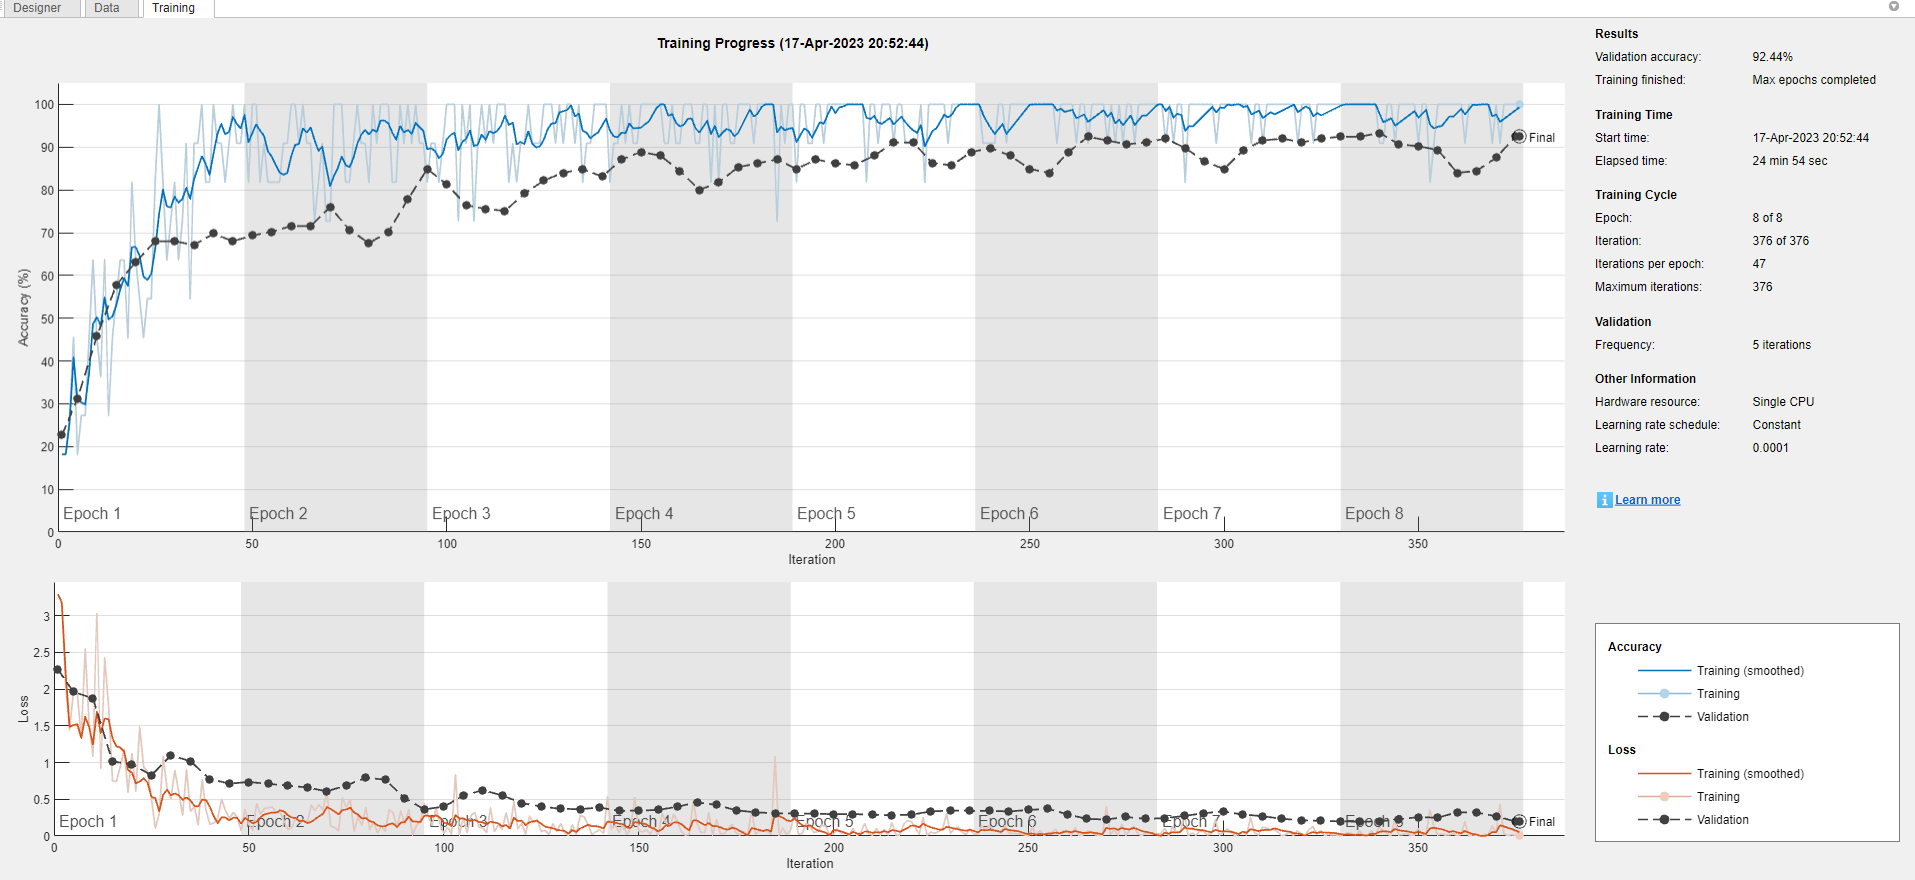 Designer Data Training
Training Progress (17-Apr-2023 20:52:44)
Accuracy (%)
100
90
80
70
60
50
40
30
20
10
0
Epoch 1 Epoch 2 Epoch 3 Epoch 4 Epoch 5 Epoch 6 Epoch 7 Epoch 8
Final
0 50 100 150 200 250 300 350
Iteration
Loss
3
2.5
2
1.5
1
0.5
0
Epoch 1 Epoch 2 Epoch 3 Epoch 4 Epoch 5 Epoch 6 Epoch 7 Epoch 8
Final
0 50 100 150 200 250 300 350
Iteration
Results
Validation accuracy: 92.44%
Training finished: Max epochs completed
Training Time
Start time: 17-Apr-2023 20:52:44
Elapsed time: 24 min 54 sec
Training Cycle
Epoch: 8 of 8
Iteration: 376 of 376
Iterations per epoch: 47
Maximum iterations: 376
Validation
Frequency: 5 iterations
Other Information
Hardware resource: Single CPU
Learning rate schedule: Constant
Learning rate: 0.0001
i Learn more
Accuracy
Training (smoothed)
Training
Validation
Loss
Training (smoothed)
Training
Validation